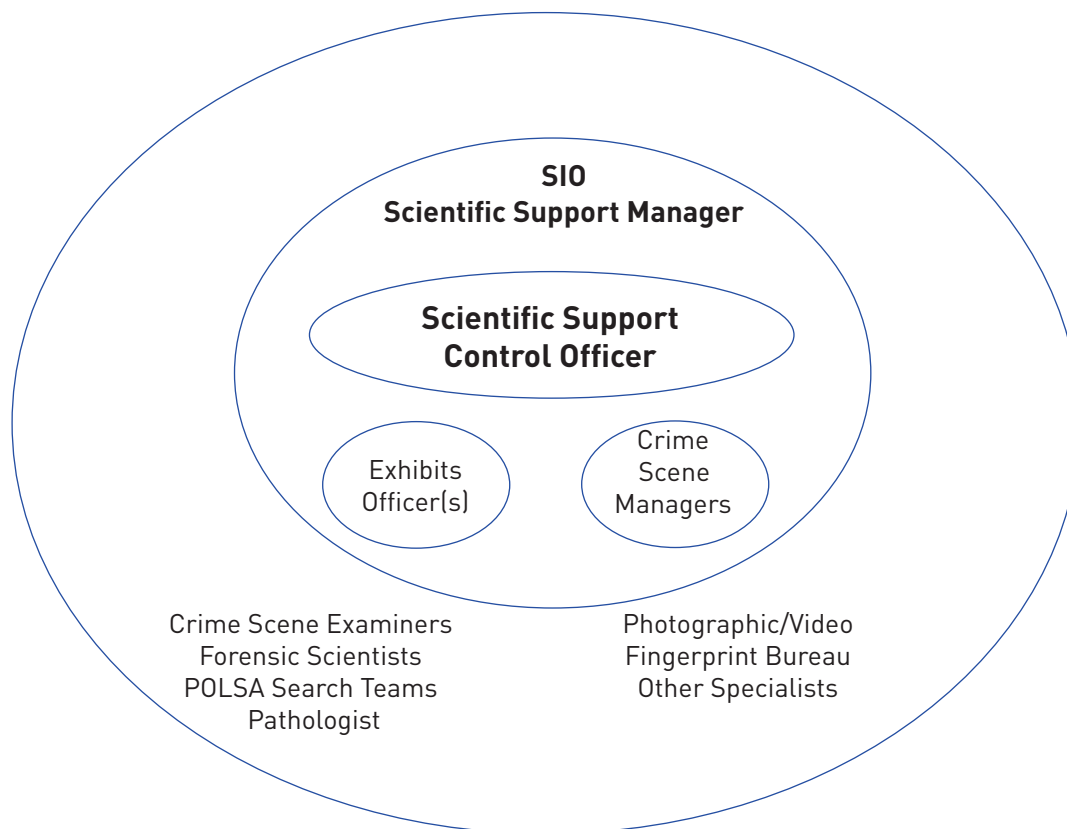 SIO
Scientific Support Manager
Scientific Support
Control Officer
Exhibits
Officer(s)
Crime
Scene
Managers
Crime Scene Examiners
Forensic Scientists
POLSA Search Teams
Pathologist
Photographic/Video
Fingerprint Bureau
Other Specialists